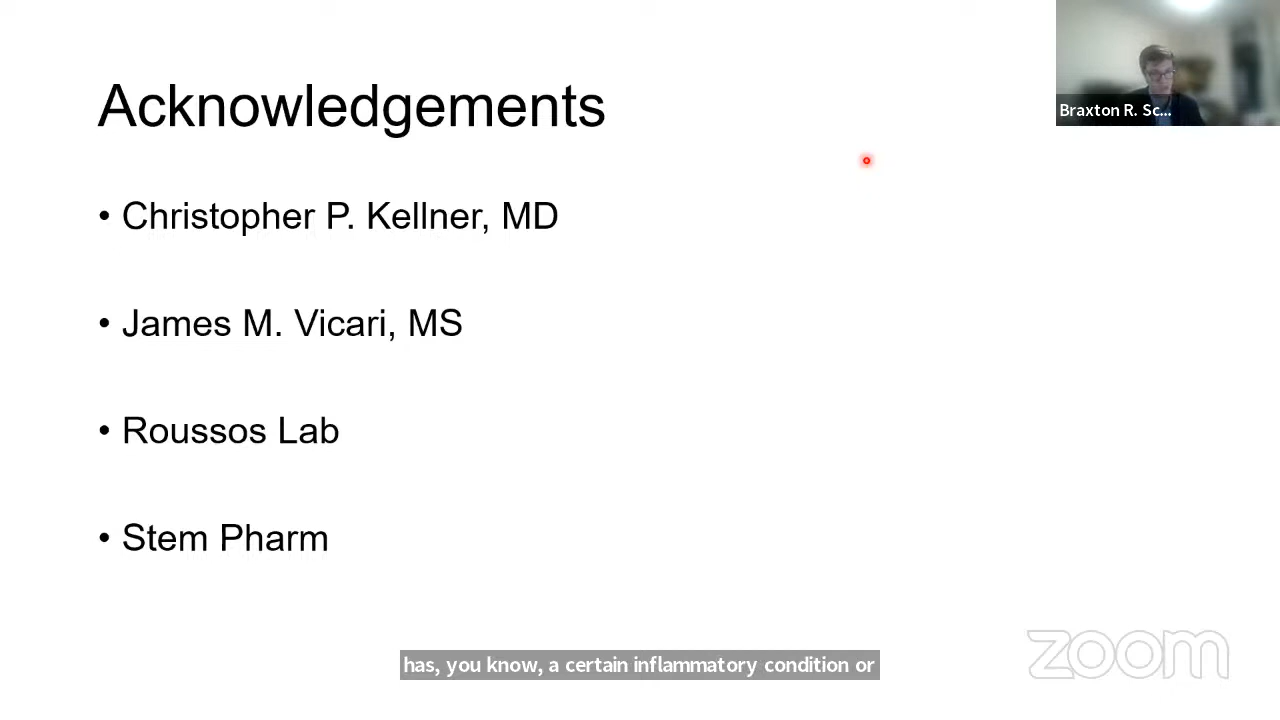 Acknowledgements
Braxton R. Sc...
• Christopher P. Kellner, MD
• James M. Vicari, MS
• Roussos Lab
• Stem Pharm
has, you know, a certain inflammatory condition or
zoom